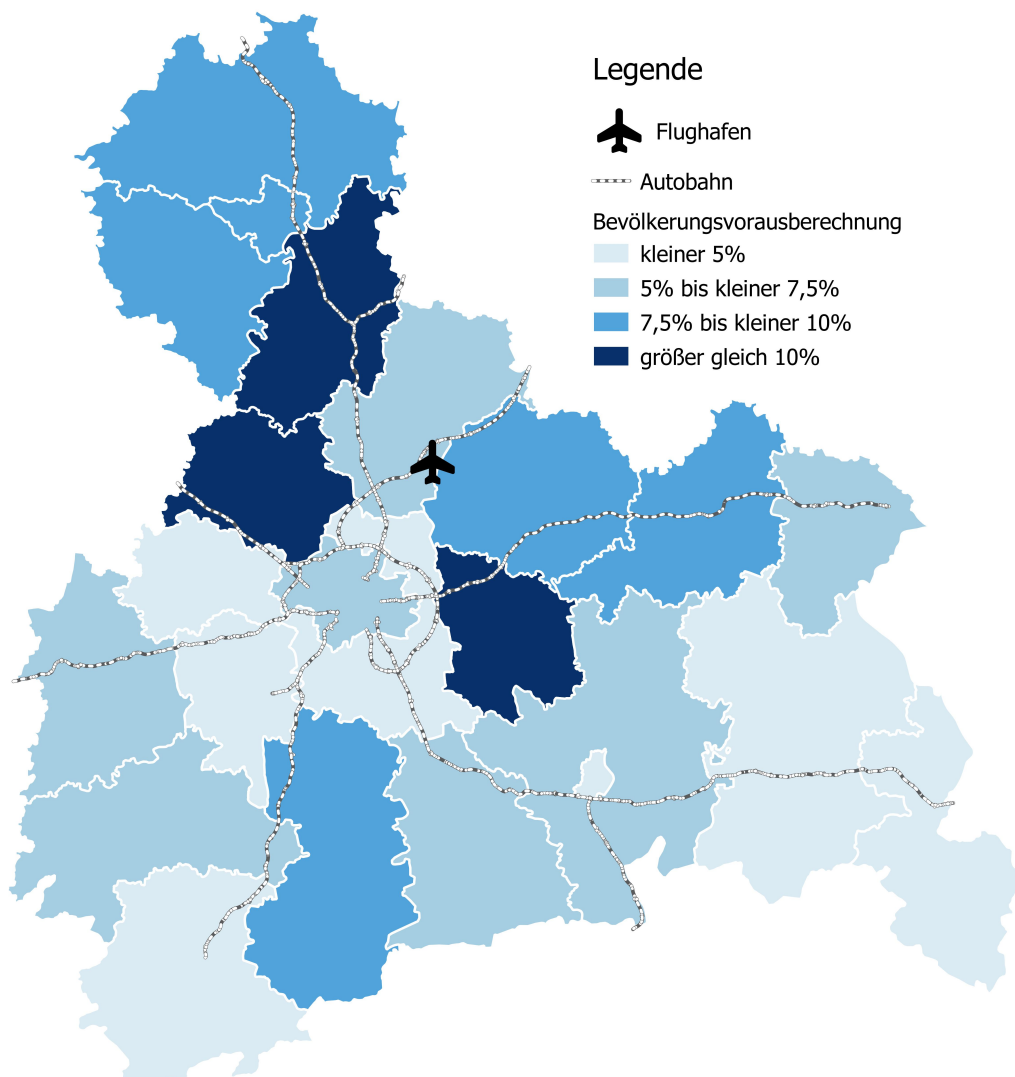 Legende
Flughafen
Autobahn
Bevölkerungsvorausberechnung
kleiner 5%
5% bis kleiner 7,5%
7,5% bis kleiner 10%
größer gleich 10%